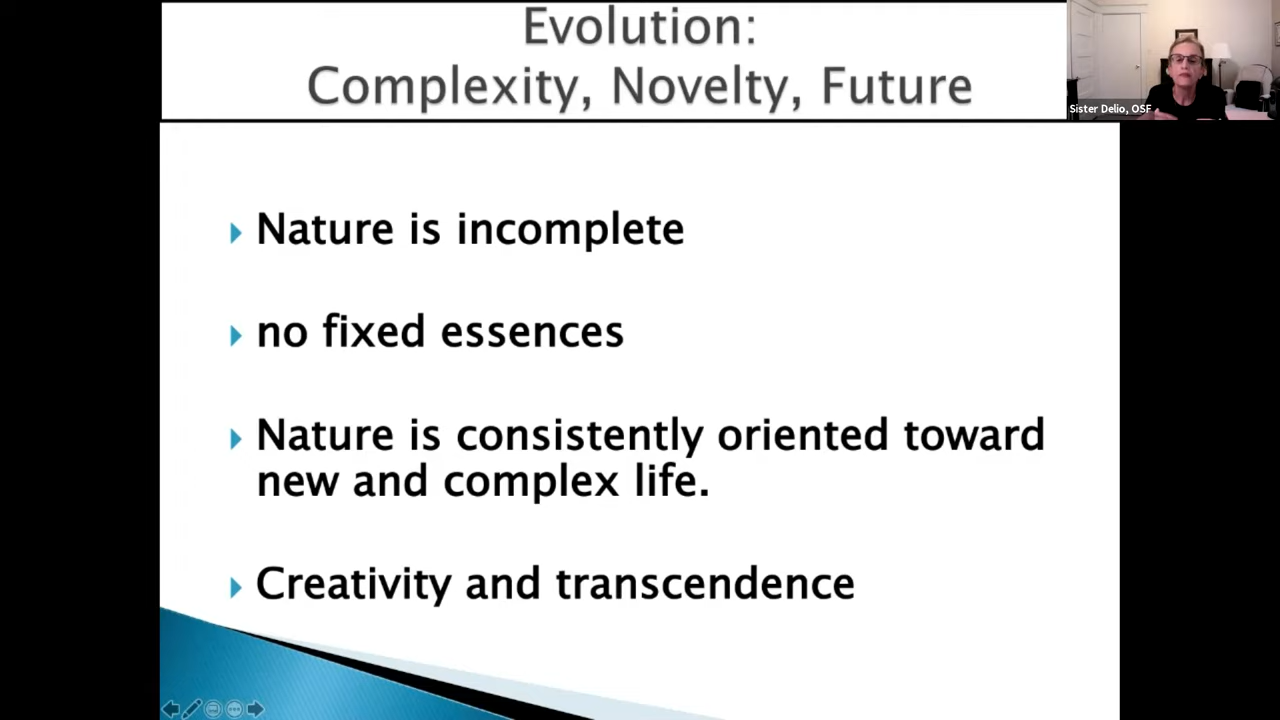 Evolution:
Complexity, Novelty, Future
Sister Delio, OSF
Nature is incomplete
no fixed essences
Nature is consistently oriented toward
new and complex life.
Creativity and transcendence